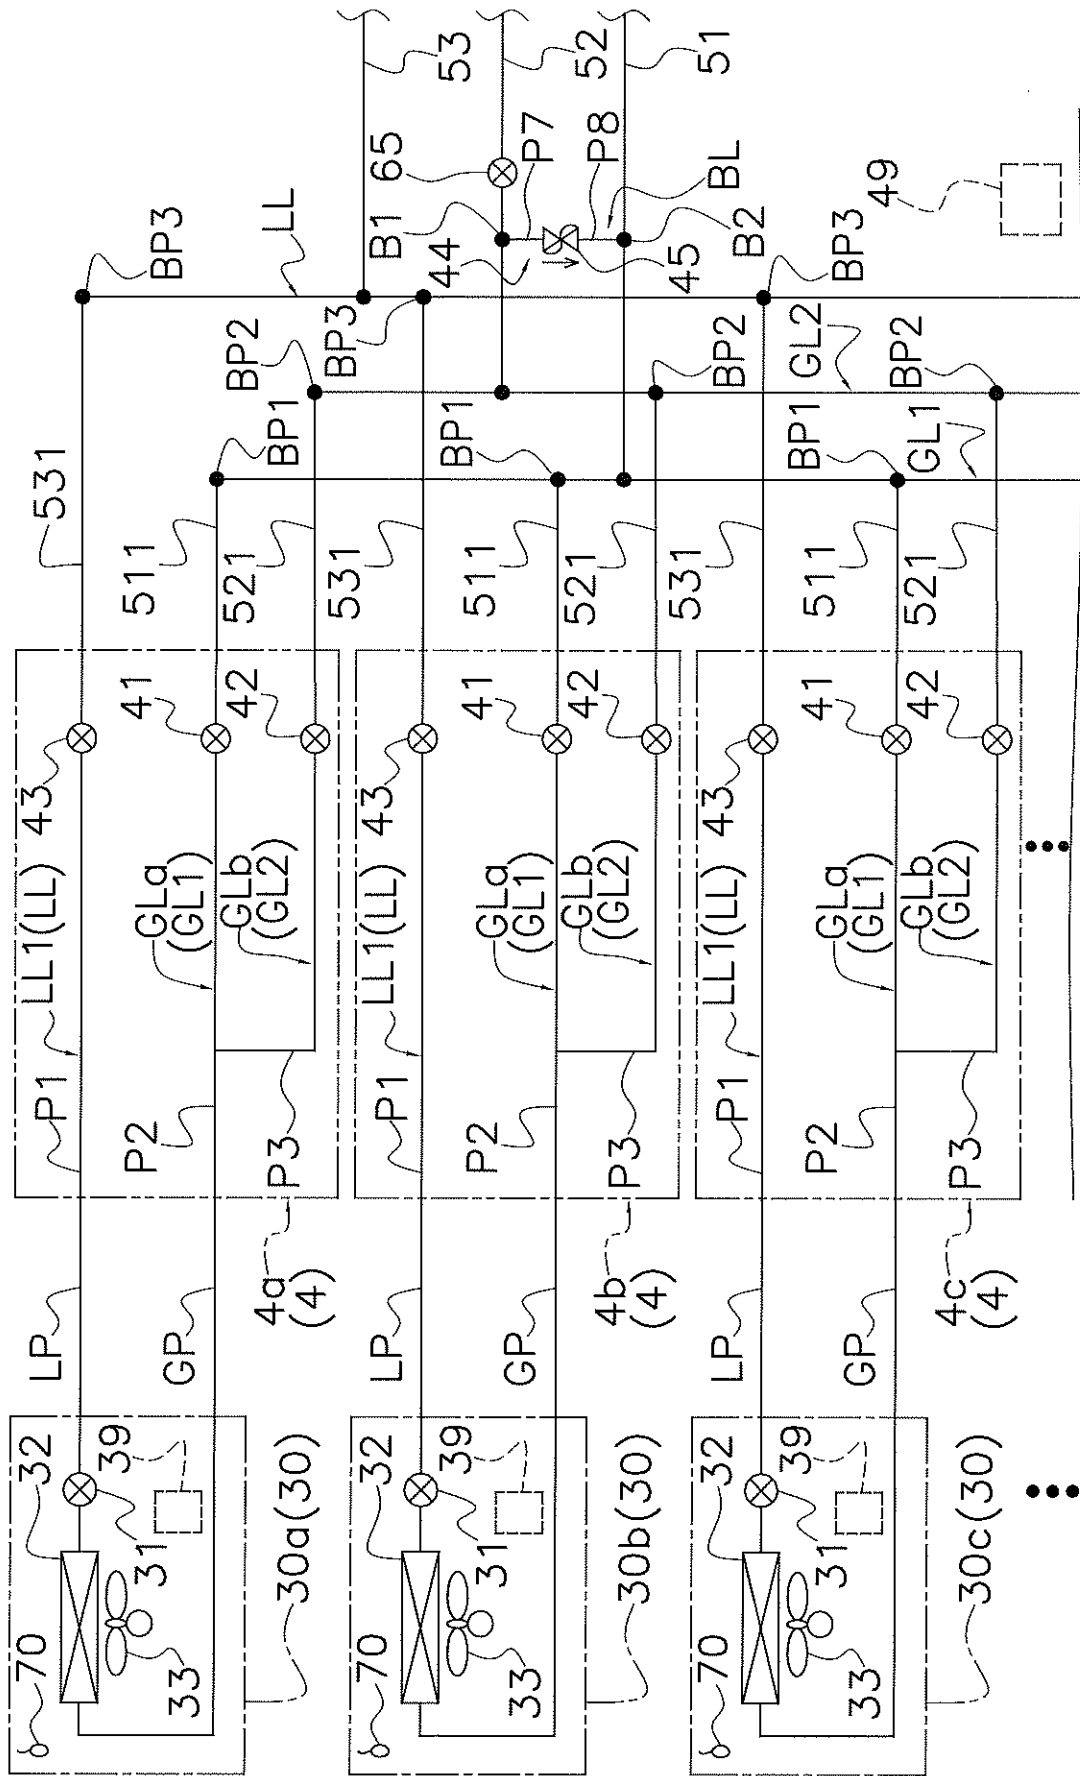 70
32
LP
P1
LL1(LL)
43
531
39
31
P2
GLa
(GL1)
41
511
BP3
33
GP
GLb
(GL2)
42
521
BP2
BP1
LL
30a(30)
4a
(4)
P3
531
BP3
53
70
32
LP
P1
LL1(LL)
43
B1
65
39
31
P2
GLa
(GL1)
41
511
BP1
44
P7
52
33
GP
GLb
(GL2)
42
521
P8
30b(30)
4b
(4)
P3
531
45
BL
51
70
32
LP
P1
LL1(LL)
43
BP2
B2
39
31
P2
GLa
(GL1)
41
511
BP1
GL2
BP3
33
GP
GLb
(GL2)
42
521
GL1
BP2
49
30c(30)
4c
(4)
P3